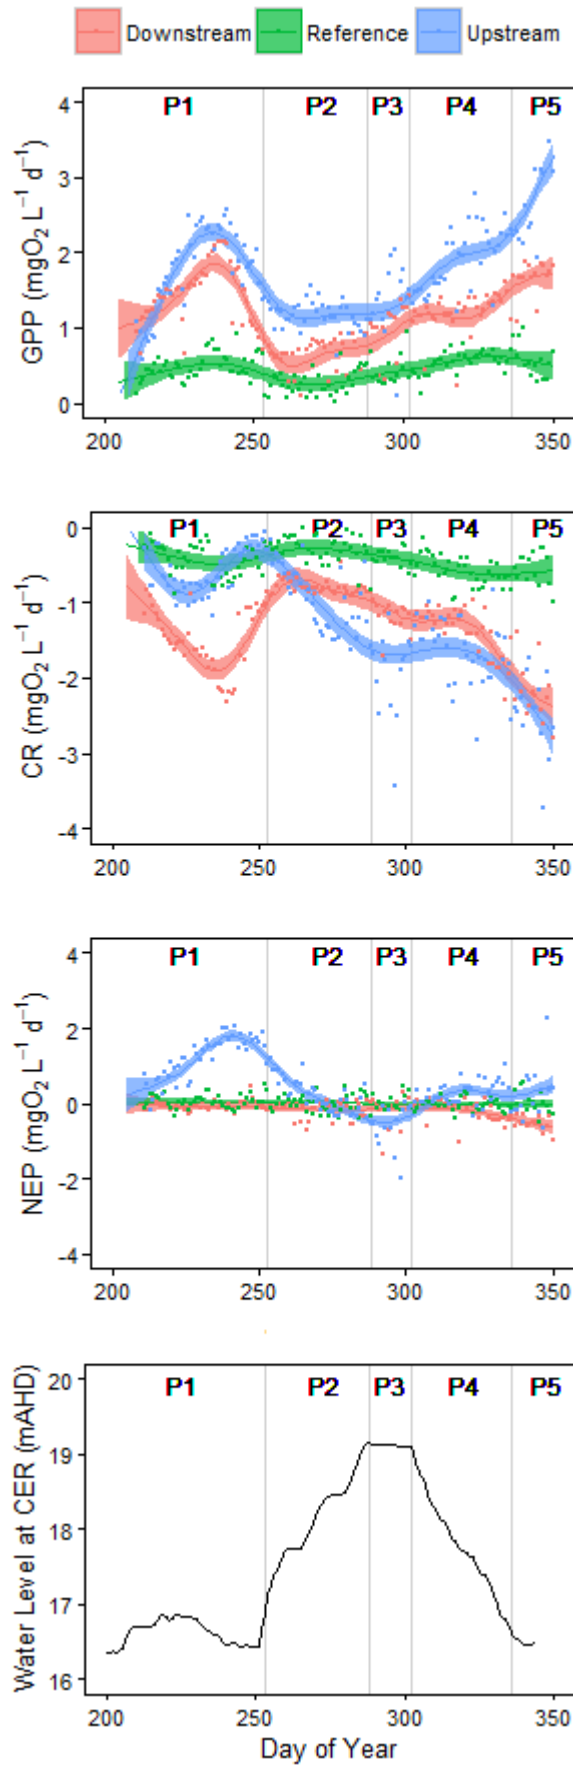 Downstream Reference Upstream
P1 P2 P3 P4 P5
GPP (mgO₂ L⁻¹ d⁻¹)
4
3
2
1
0
200 250 300 350
P1 P2 P3 P4 P5
CR (mgO₂ L⁻¹ d⁻¹)
0
-1
-2
-3
-4
200 250 300 350
P1 P2 P3 P4 P5
NEP (mgO₂ L⁻¹ d⁻¹)
4
2
0
-2
-4
200 250 300 350
P1 P2 P3 P4 P5
Water Level at CER (mAHD)
20
19
18
17
16
200 250 300 350
Day of Year